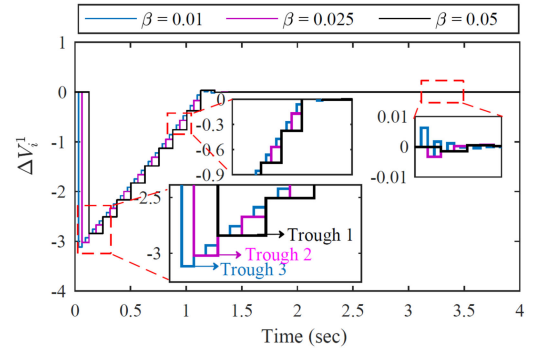 β = 0.01 β = 0.025 β = 0.05
1
0
-1
-2
-3
-4
ΔV_i^1
0
-0.3
-0.6
-0.9
0.01
0
-0.01
2.5
-3
Trough 1
Trough 2
Trough 3
0 0.5 1 1.5 2 2.5 3 3.5 4
Time (sec)